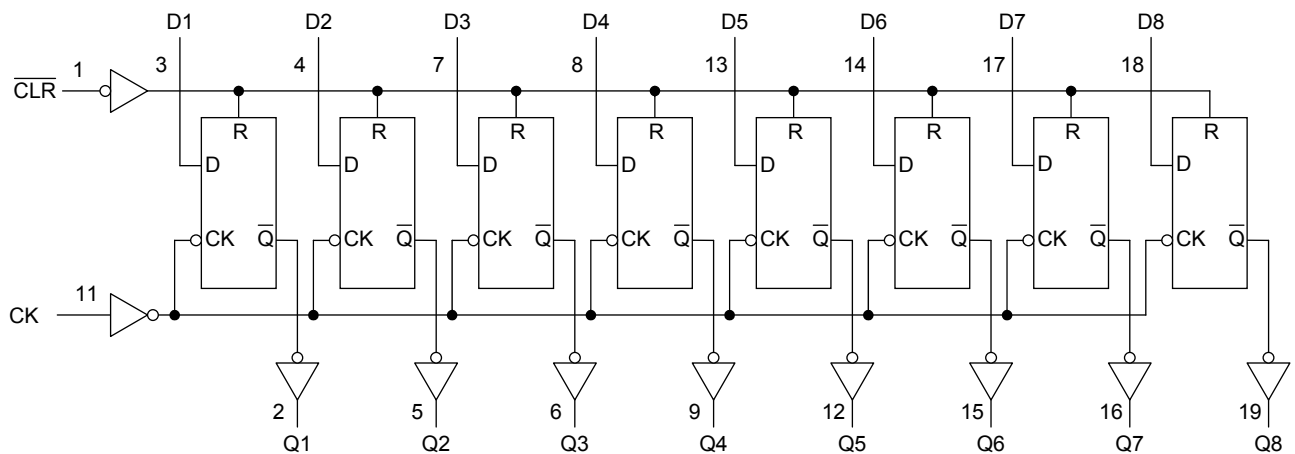 D1 D2 D3 D4 D5 D6 D7 D8
1 3 4 7 8 13 14 17 18
C̅L̅R̅
R R R R R R R R
D D D D D D D D
CK Q̅ CK Q̅ CK Q̅ CK Q̅ CK Q̅ CK Q̅ CK Q̅ CK Q̅
11
CK
2 5 6 9 12 15 16 19
Q1 Q2 Q3 Q4 Q5 Q6 Q7 Q8